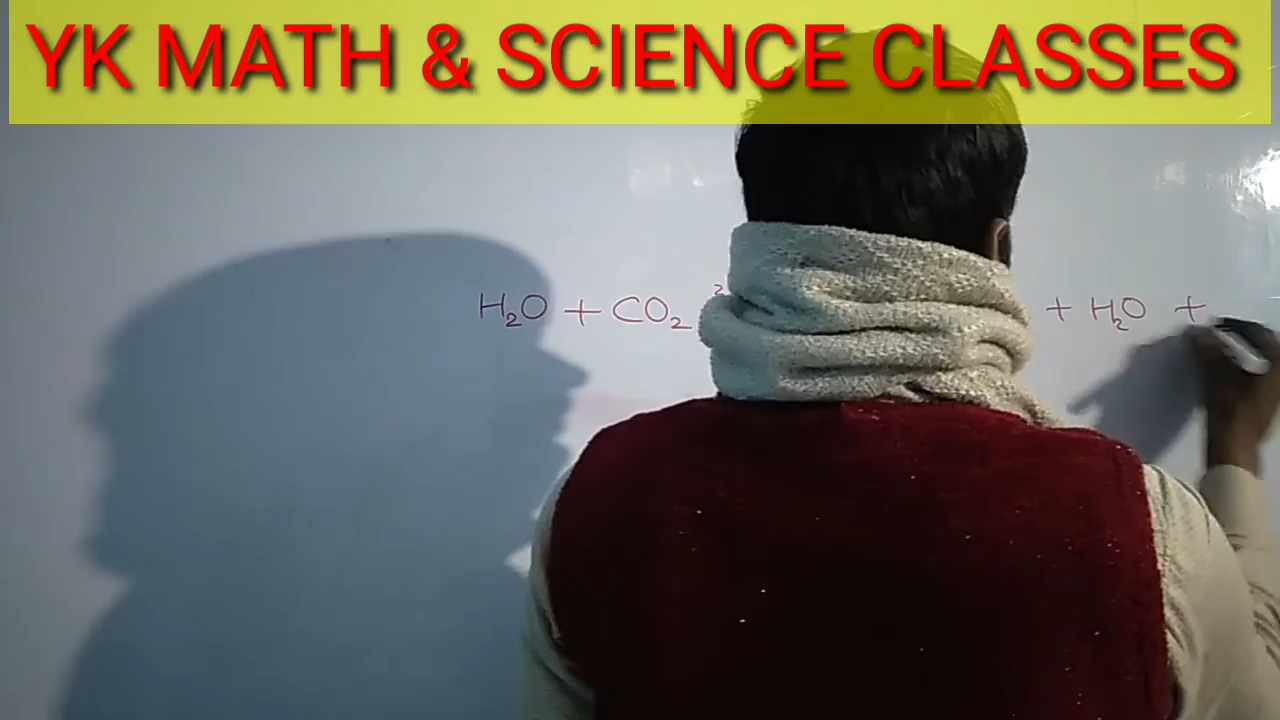 YK MATH & SCIENCE CLASSES
H₂O + CO₂ + H₂O +